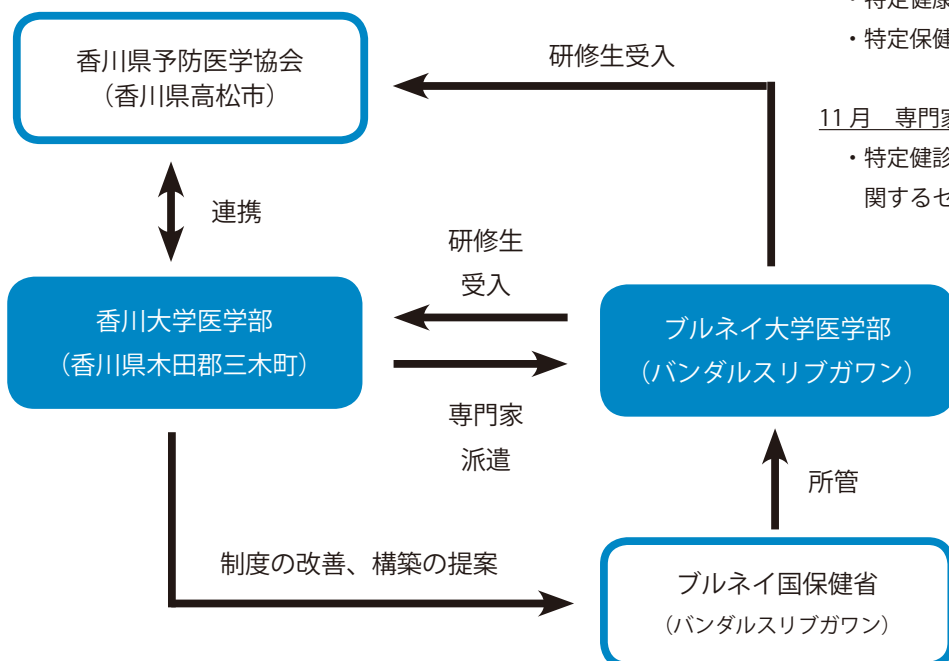 ・特定健康
・特定保健
11 月　専門家
・特定健診
関するセ
香川県予防医学協会
（香川県高松市）
研修生受入
連携
研修生
受入
香川大学医学部
（香川県木田郡三木町）
ブルネイ大学医学部
（バンダルスリブガワン）
専門家
派遣
所管
制度の改善、構築の提案
ブルネイ国保健省
（バンダルスリブガワン）